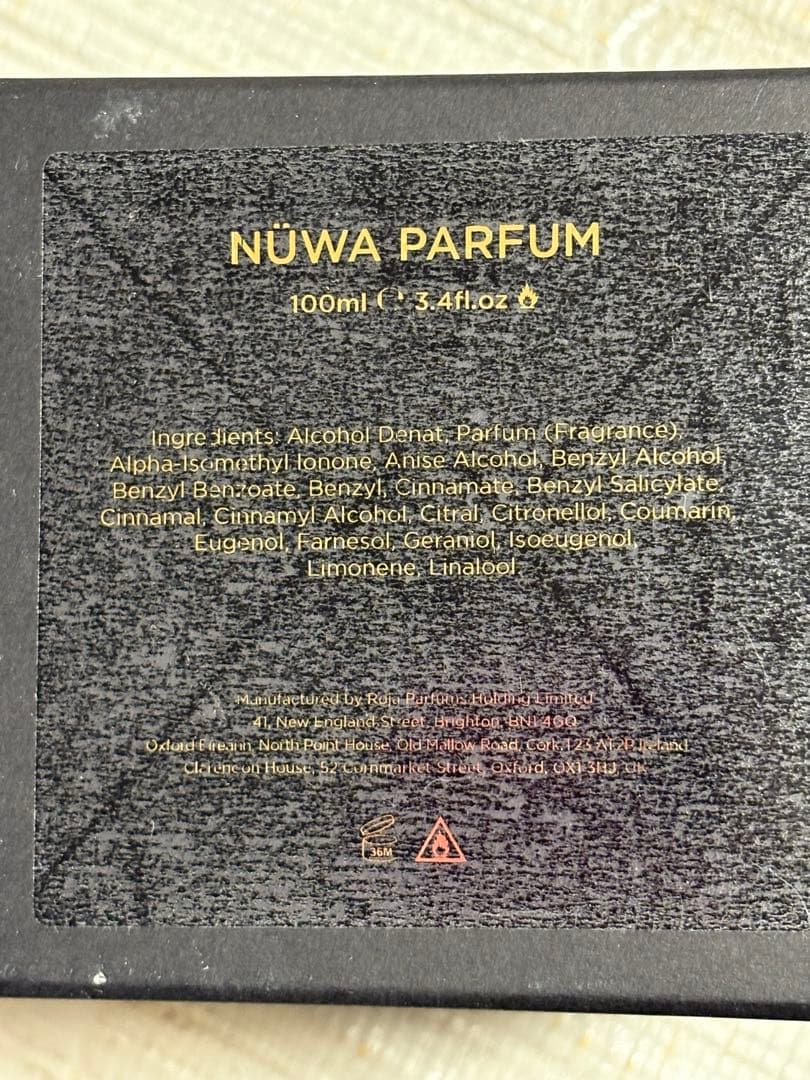 NÜWA PARFUM
100ml 3.4fl.oz
Ingredients: Alcohol Denat, Parfum (Fragrance),
Alpha-Isomethyl Ionone, Anise Alcohol, Benzyl Alcohol,
Benzyl Benzoate, Benzyl, Cinnamate, Benzyl Salicylate,
Cinnamal, Cinnamyl Alcohol, Citral, Citronellol, Coumarin,
Eugenol, Farnesol, Geraniol, Isoeugenol,
Limonene, Linalool.
Manufactured by Roja Parfums Holding Limited
41, New England Street, Brighton, BN1 4GQ
Oxford Eireann, North Point House, Old Mallow Road, Cork, Ireland
Clarendon House, 52 Cornmarket Street, Oxford, OX1 3HJ, UK
36M